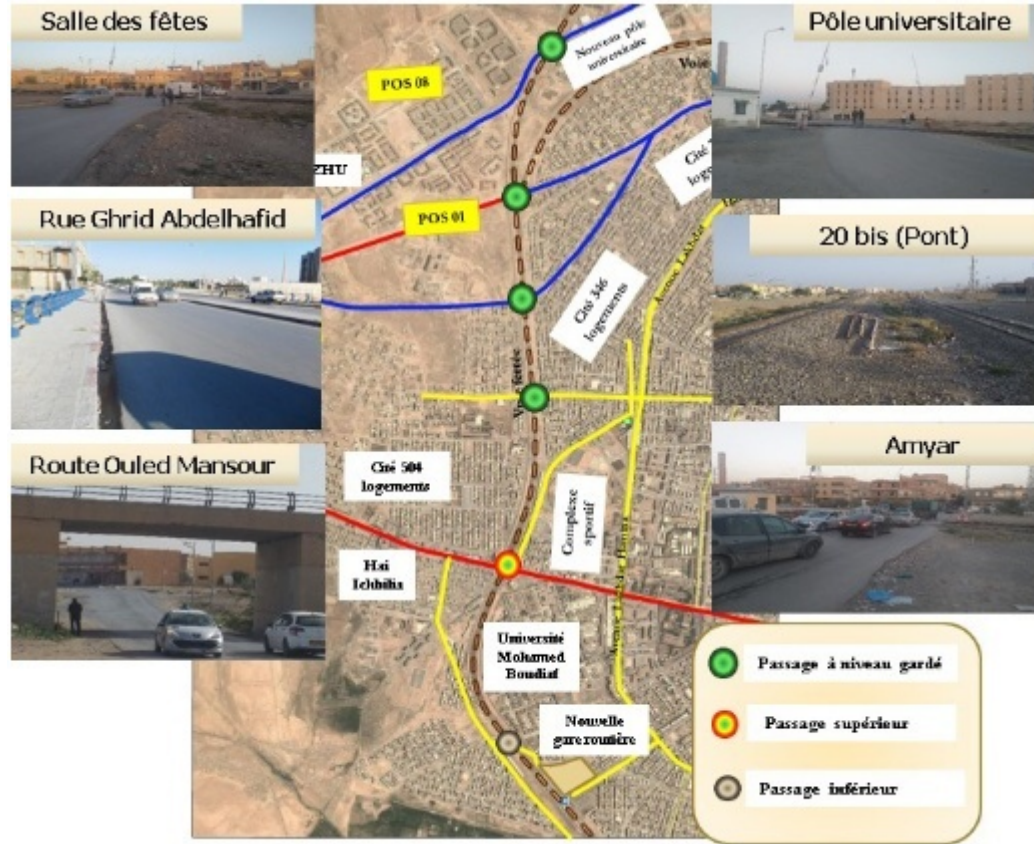 Salle des fêtes
Pôle universitaire
Nouveau pôle
universitaire
Voie
POS 08
ZHU
Cité
POS 01
Rue Ghrid Abdelhafid
20 bis (Pont)
Avenue
Cité 346
logements
ferrée
Route Ouled Mansour
Amyar
Cité 504
logements
Complexe
sportif
Hai
Ichbilia
Université
Mohamed
Boudiaf
Nouvelle
gare routière
Passage à niveau gardé
Passage supérieur
Passage inférieur